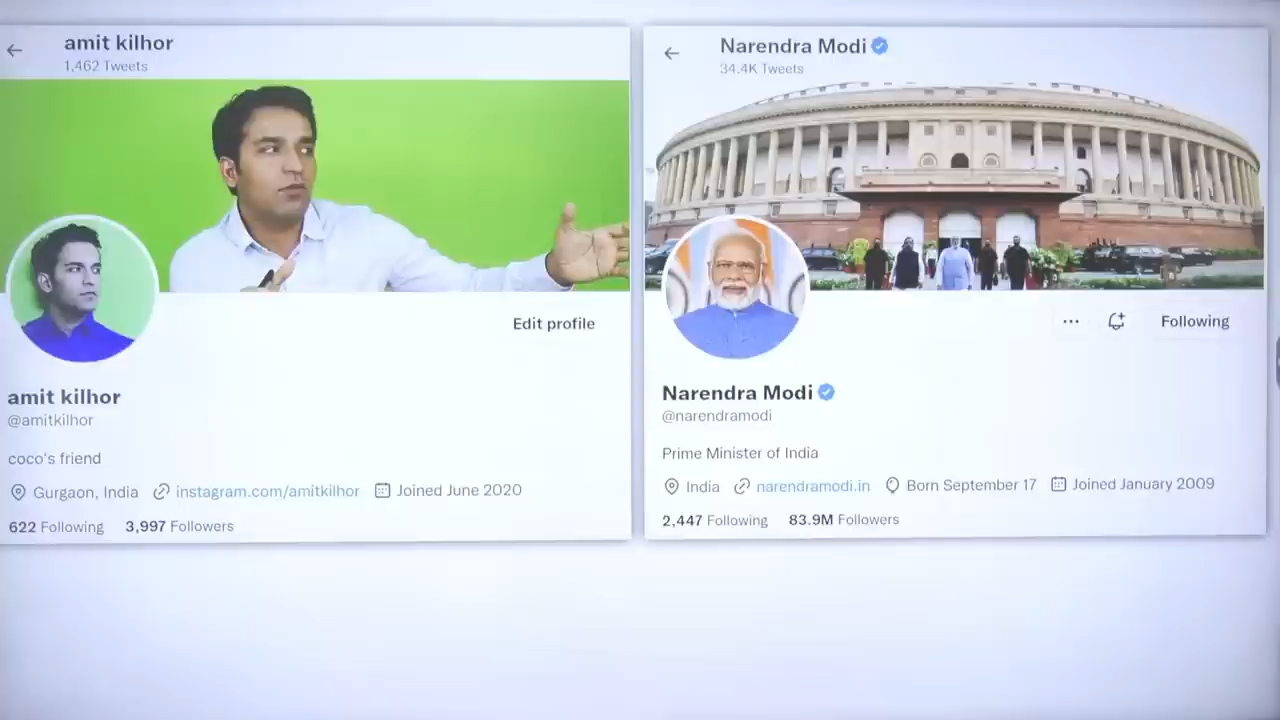 amit kilhor
1,462 Tweets
Edit profile
amit kilhor
@amitkilhor
coco's friend
Gurgaon, India instagram.com/amitkilhor Joined June 2020
622 Following 3,997 Followers
Narendra Modi
34.4K Tweets
Following
Narendra Modi
@narendramodi
Prime Minister of India
India narendramodi.in Born September 17 Joined January 2009
2,447 Following 83.9M Followers